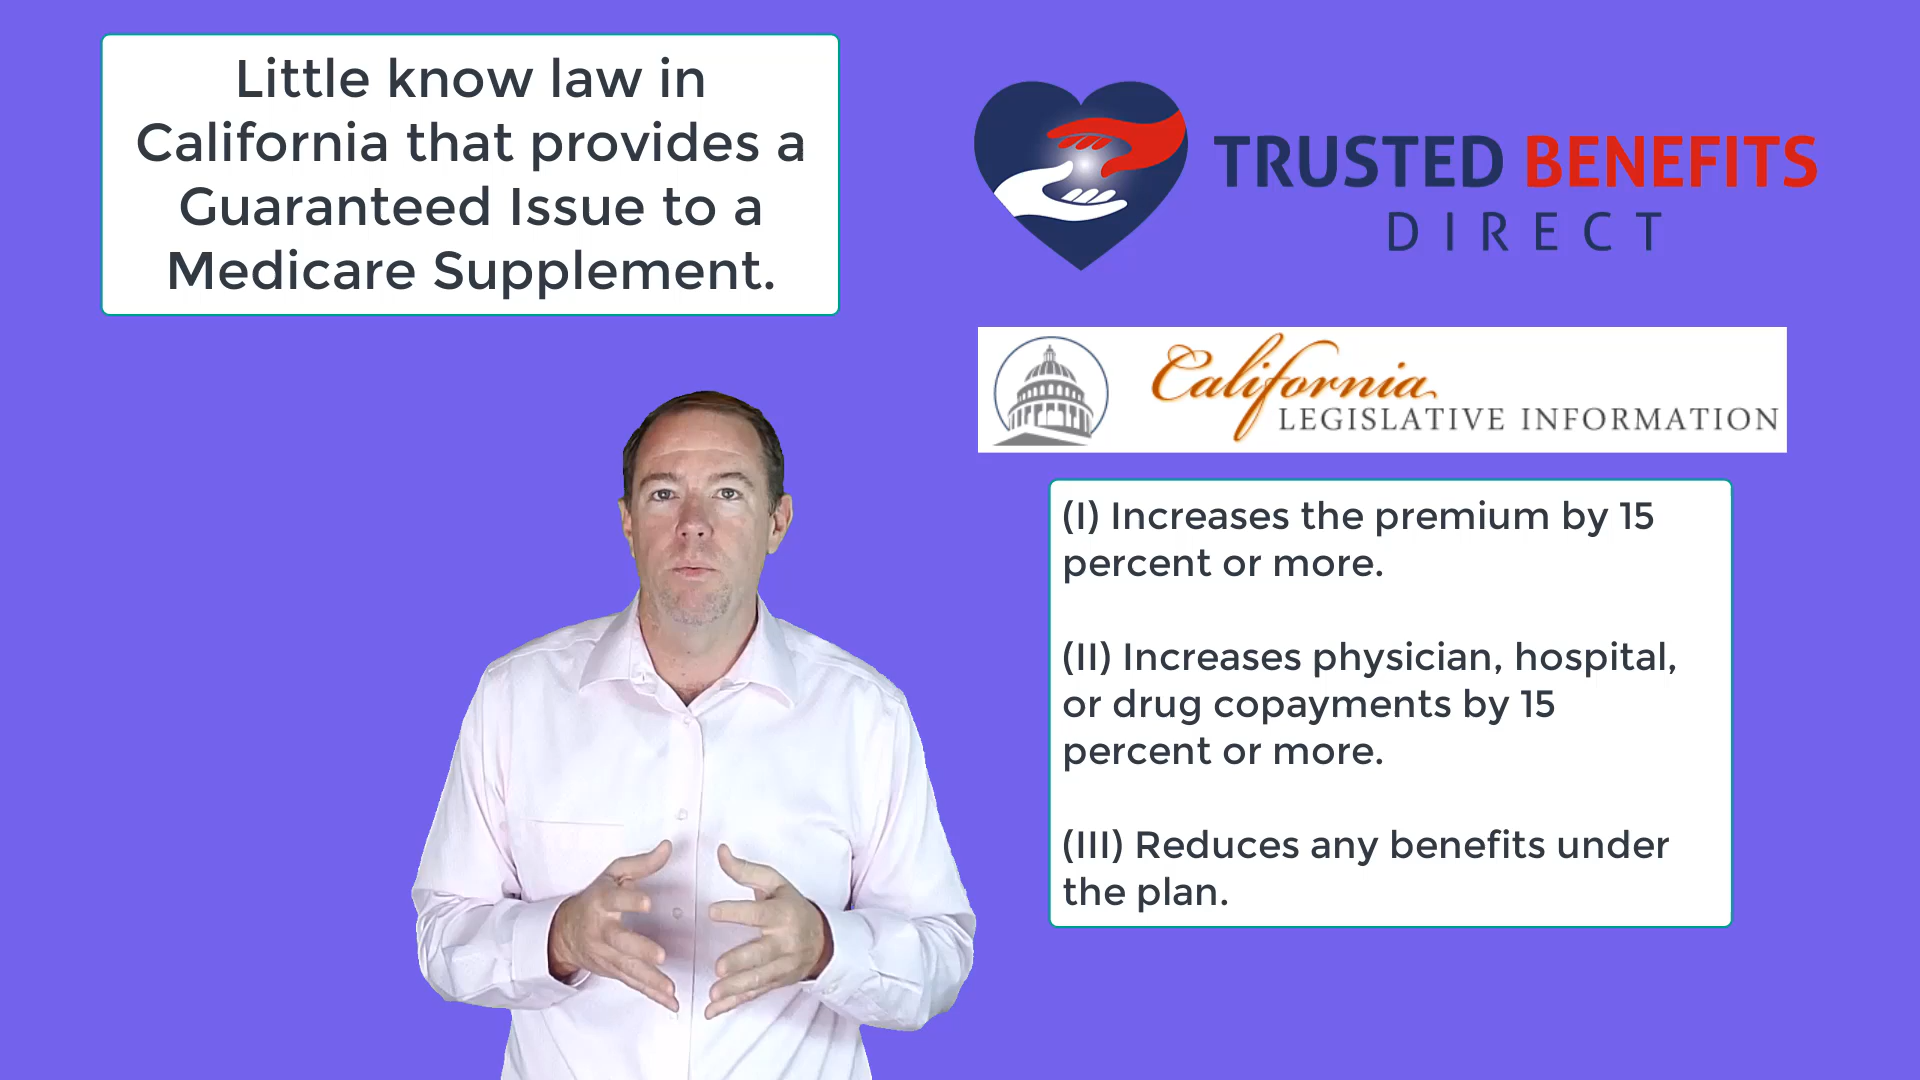 Little know law in
California that provides a
Guaranteed Issue to a
Medicare Supplement.
TRUSTED BENEFITS
DIRECT
California
LEGISLATIVE INFORMATION
(I) Increases the premium by 15
percent or more.
(II) Increases physician, hospital,
or drug copayments by 15
percent or more.
(III) Reduces any benefits under
the plan.